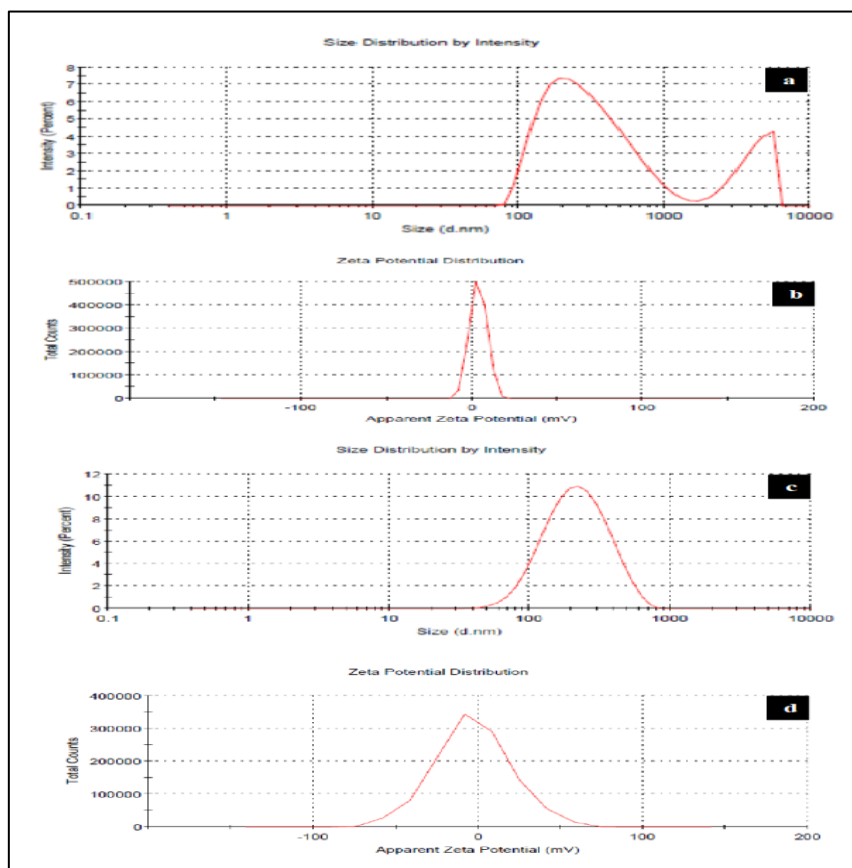 Size Distribution by Intensity
a
8
7
6
5
4
3
2
1
0
Intensity (Percent)
0.1 1 10 100 1000 10000
Size (d.nm)
Zeta Potential Distribution
b
500000
400000
300000
200000
100000
0
Total Counts
-100 0 100 200
Apparent Zeta Potential (mV)
Size Distribution by Intensity
c
12
10
8
6
4
2
0
Intensity (Percent)
0.1 1 10 100 1000 10000
Size (d.nm)
Zeta Potential Distribution
d
400000
300000
200000
100000
0
Total Counts
-100 0 100 200
Apparent Zeta Potential (mV)